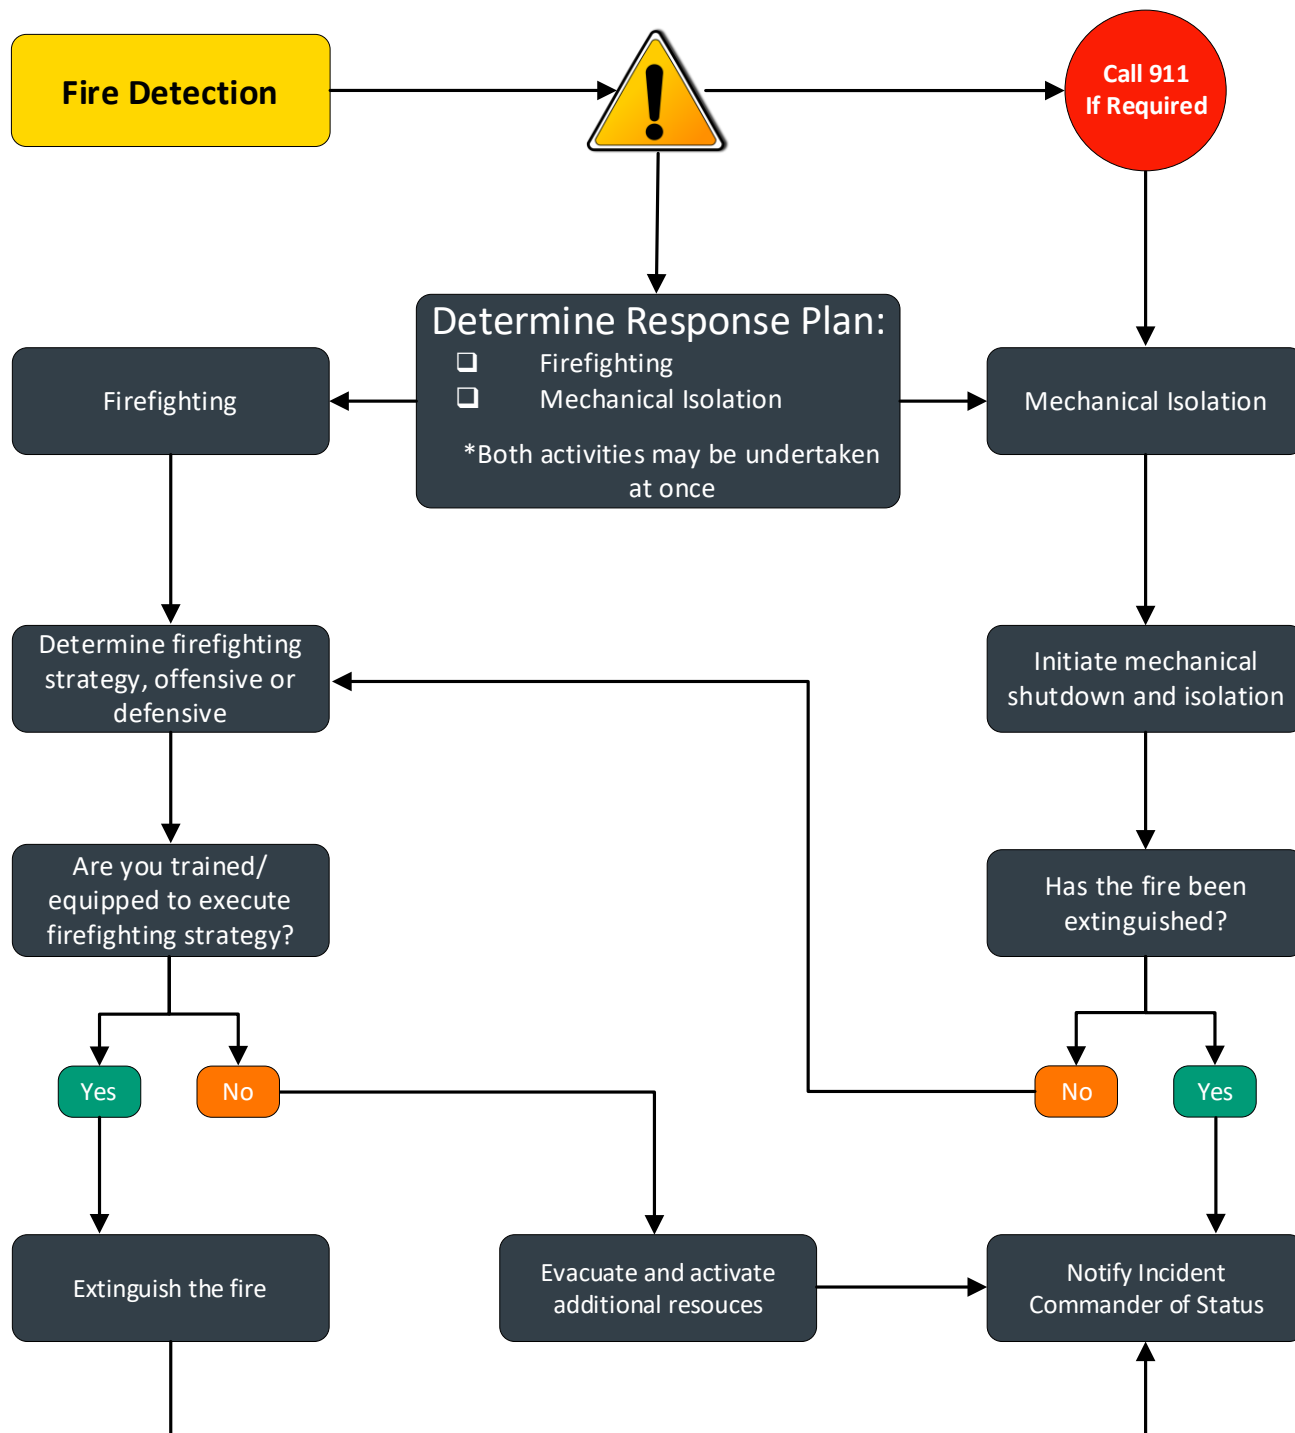 Fire Detection
Call 911
If Required
Determine Response Plan:
❑ Firefighting
❑ Mechanical Isolation
*Both activities may be undertaken
at once
Firefighting
Mechanical Isolation
Determine firefighting
strategy, offensive or
defensive
Initiate mechanical
shutdown and isolation
Are you trained/
equipped to execute
firefighting strategy?
Has the fire been
extinguished?
Yes
No
No
Yes
Extinguish the fire
Evacuate and activate
additional resouces
Notify Incident
Commander of Status